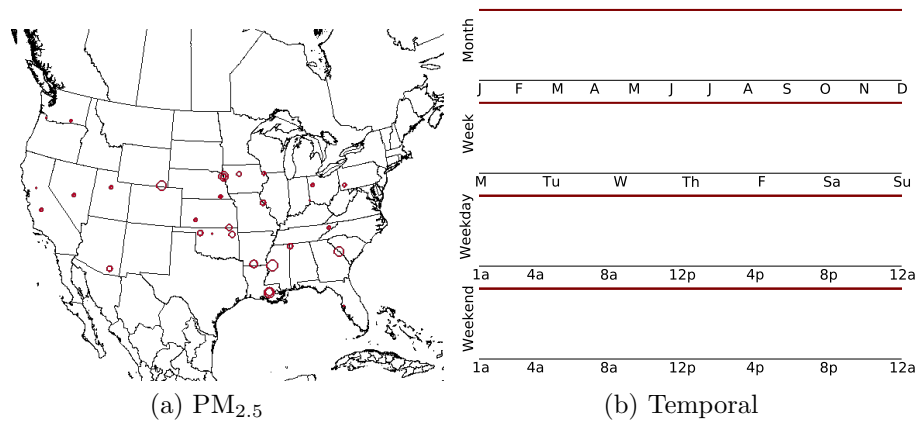 Month
J F M A M J J A S O N D
Week
M Tu W Th F Sa Su
Weekday
1a 4a 8a 12p 4p 8p 12a
Weekend
1a 4a 8a 12p 4p 8p 12a
(a) PM2.5
(b) Temporal